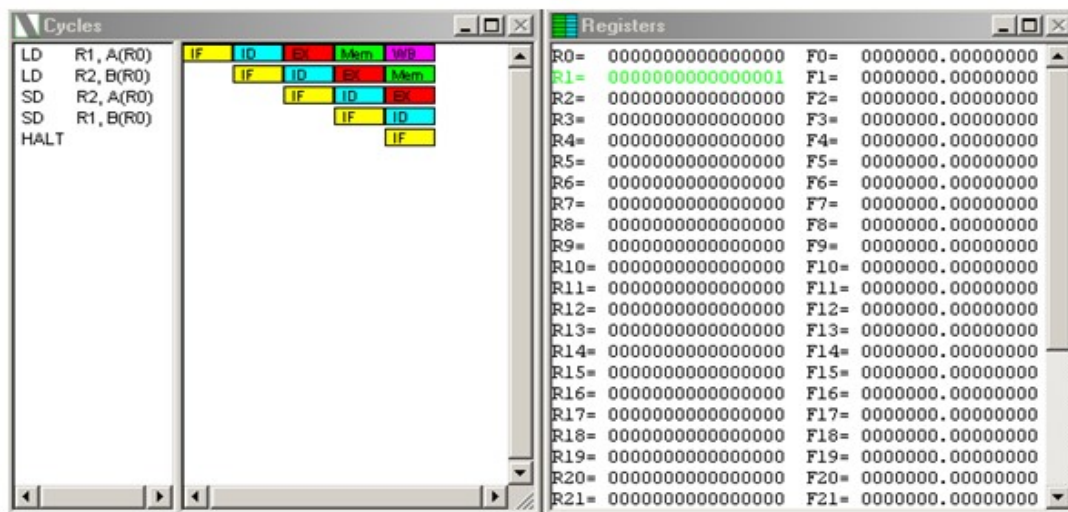 Cycles
LD R1, A(R0) IF ID EX Mem WB
LD R2, B(R0) IF ID EX Mem
SD R2, A(R0) IF ID EX
SD R1, B(R0) IF ID
HALT IF
Registers
R0= 0000000000000000 F0= 0000000.00000000
R1= 0000000000000001 F1= 0000000.00000000
R2= 0000000000000000 F2= 0000000.00000000
R3= 0000000000000000 F3= 0000000.00000000
R4= 0000000000000000 F4= 0000000.00000000
R5= 0000000000000000 F5= 0000000.00000000
R6= 0000000000000000 F6= 0000000.00000000
R7= 0000000000000000 F7= 0000000.00000000
R8= 0000000000000000 F8= 0000000.00000000
R9= 0000000000000000 F9= 0000000.00000000
R10= 0000000000000000 F10= 0000000.00000000
R11= 0000000000000000 F11= 0000000.00000000
R12= 0000000000000000 F12= 0000000.00000000
R13= 0000000000000000 F13= 0000000.00000000
R14= 0000000000000000 F14= 0000000.00000000
R15= 0000000000000000 F15= 0000000.00000000
R16= 0000000000000000 F16= 0000000.00000000
R17= 0000000000000000 F17= 0000000.00000000
R18= 0000000000000000 F18= 0000000.00000000
R19= 0000000000000000 F19= 0000000.00000000
R20= 0000000000000000 F20= 0000000.00000000
R21= 0000000000000000 F21= 0000000.00000000